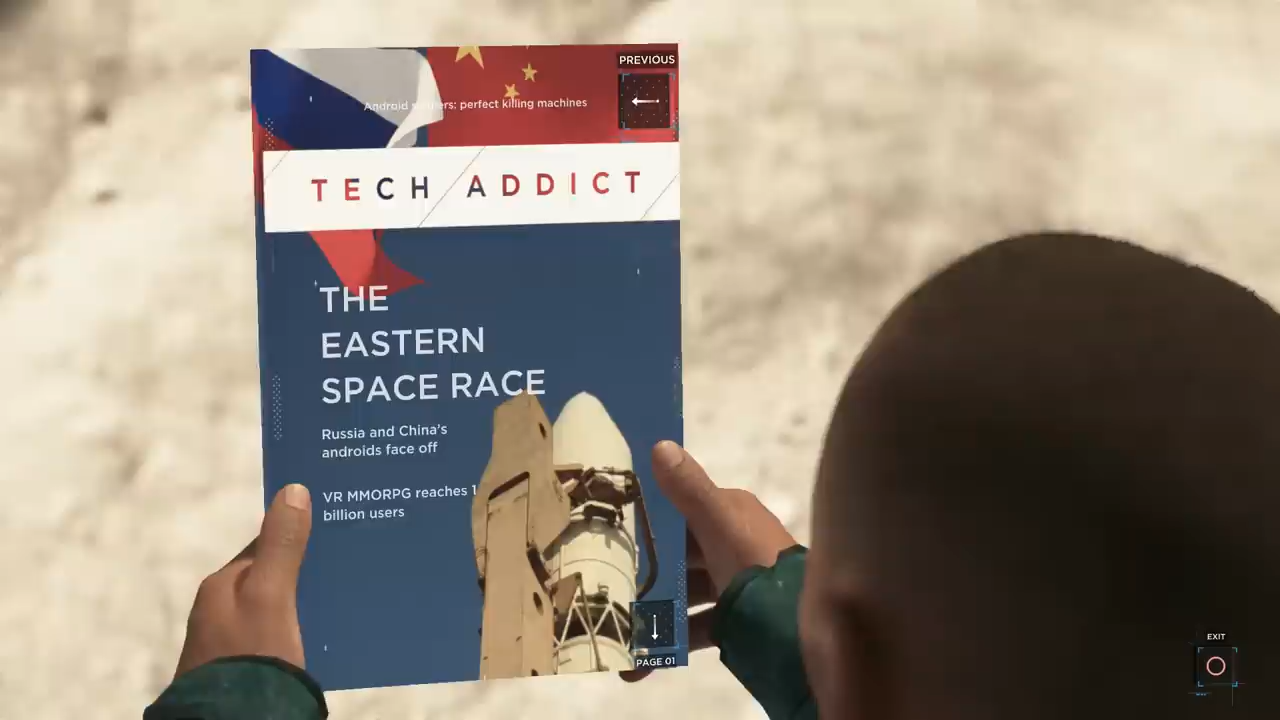 PREVIOUS
Android soldiers: perfect killing machines
TECH ADDICT
THE
EASTERN
SPACE RACE
Russia and China's
androids face off
VR MMORPG reaches 1
billion users
PAGE 01
EXIT